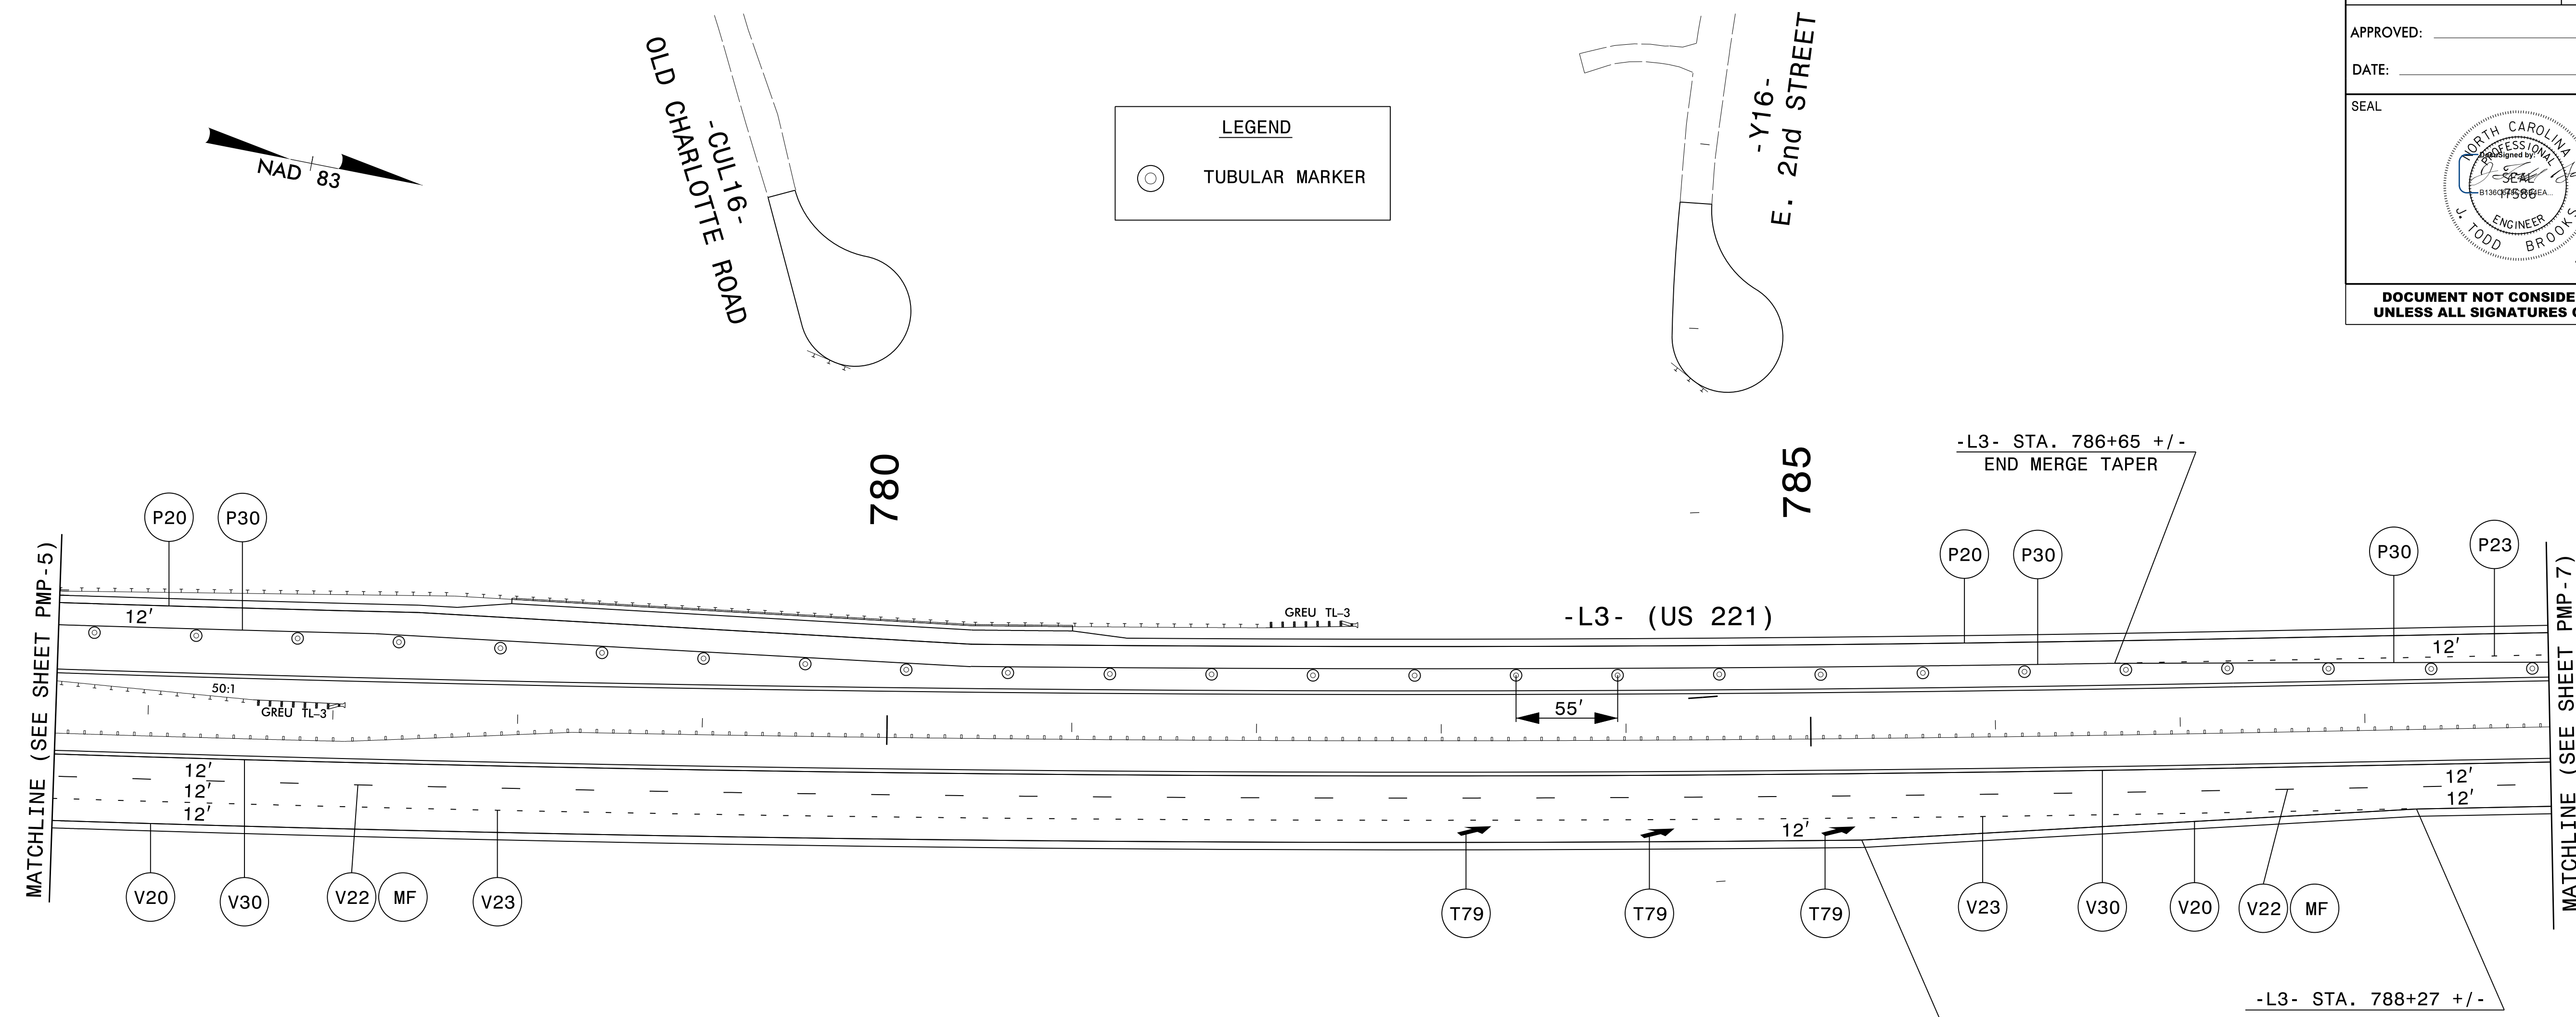 APPROVED:
DATE:
SEAL
NORTH CAROLINA
PROFESSIONAL
SEAL
17586
ENGINEER
J. TODD BROOKS
DOCUMENT NOT CONSIDE
UNLESS ALL SIGNATURES C
NAD 83
-CUL16-
OLD CHARLOTTE ROAD
LEGEND
TUBULAR MARKER
-Y16-
E. 2nd STREET
780
785
-L3- STA. 786+65 +/-
END MERGE TAPER
P20 P30
P20 P30 P30 P23
MATCHLINE (SEE SHEET PMP-5)
12'
GREU TL-3
-L3- (US 221)
12'
50:1
GREU TL-3
55'
12'
12'
12'
12'
12'
12'
V20 V30 V22 MF V23
T79 T79 T79
V23 V30 V20 V22 MF
MATCHLINE (SEE SHEET PMP-7)
-L3- STA. 788+27 +/-